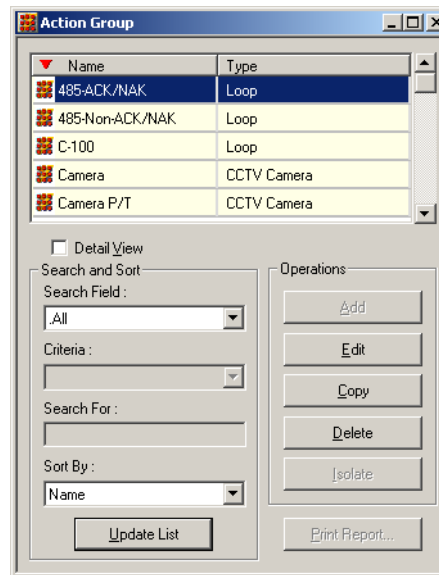 Action Group
Name Type
485-ACK/NAK Loop
485-Non-ACK/NAK Loop
C-100 Loop
Camera CCTV Camera
Camera P/T CCTV Camera
Detail View
Search and Sort
Search Field :
.All
Criteria :
Search For :
Sort By :
Name
Update List
Operations
Add
Edit
Copy
Delete
Isolate
Print Report...